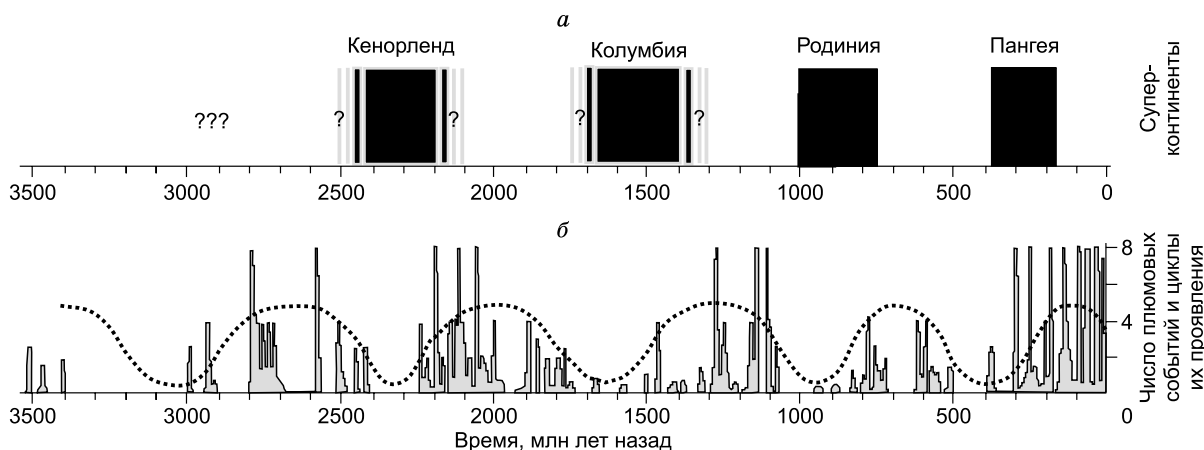 а
Кенорленд
Колумбия
Родиния
Пангея
???
?
?
?
?
Супер-
континенты
3500
3000
2500
2000
1500
1000
500
0
б
8
4
0
Число плюмовых
событий и циклы
их проявления
3500
3000
2500
2000
1500
1000
500
Время, млн лет назад